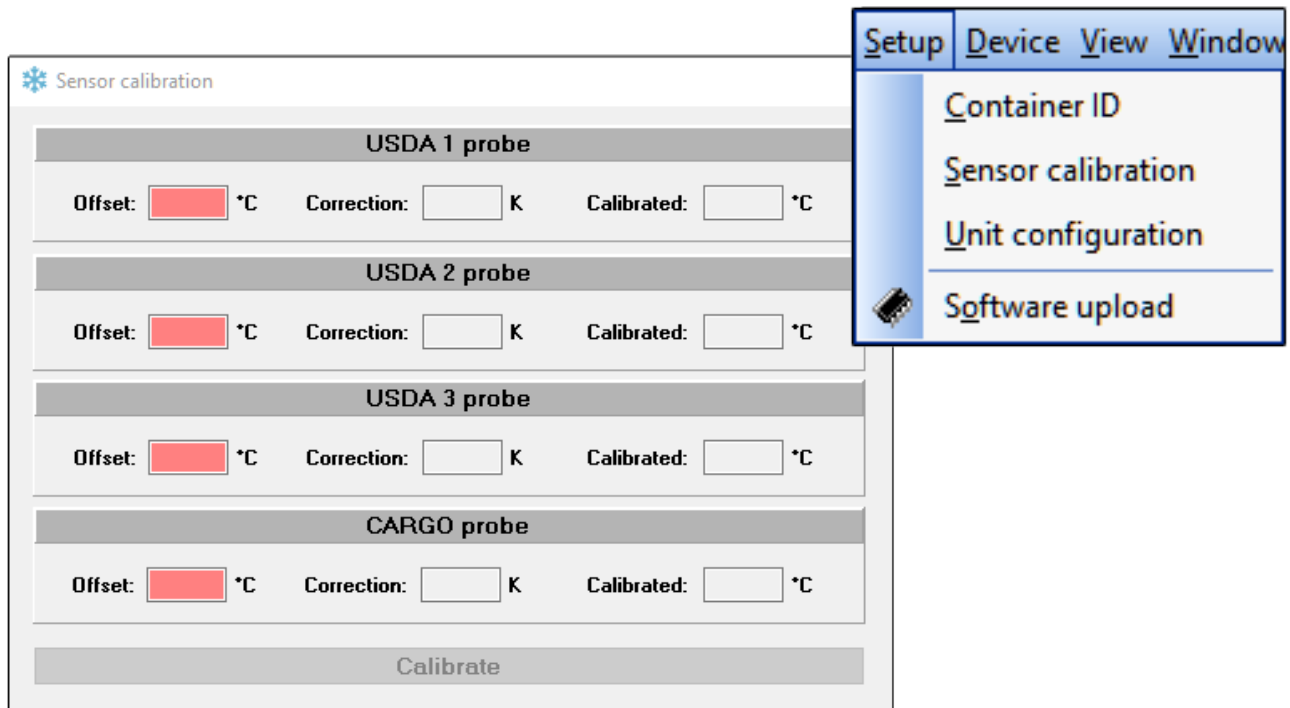 Sensor calibration
USDA 1 probe
Offset: °C Correction: K Calibrated: °C
USDA 2 probe
Offset: °C Correction: K Calibrated: °C
USDA 3 probe
Offset: °C Correction: K Calibrated: °C
CARGO probe
Offset: °C Correction: K Calibrated: °C
Calibrate
Setup Device View Window
Container ID
Sensor calibration
Unit configuration
Software upload